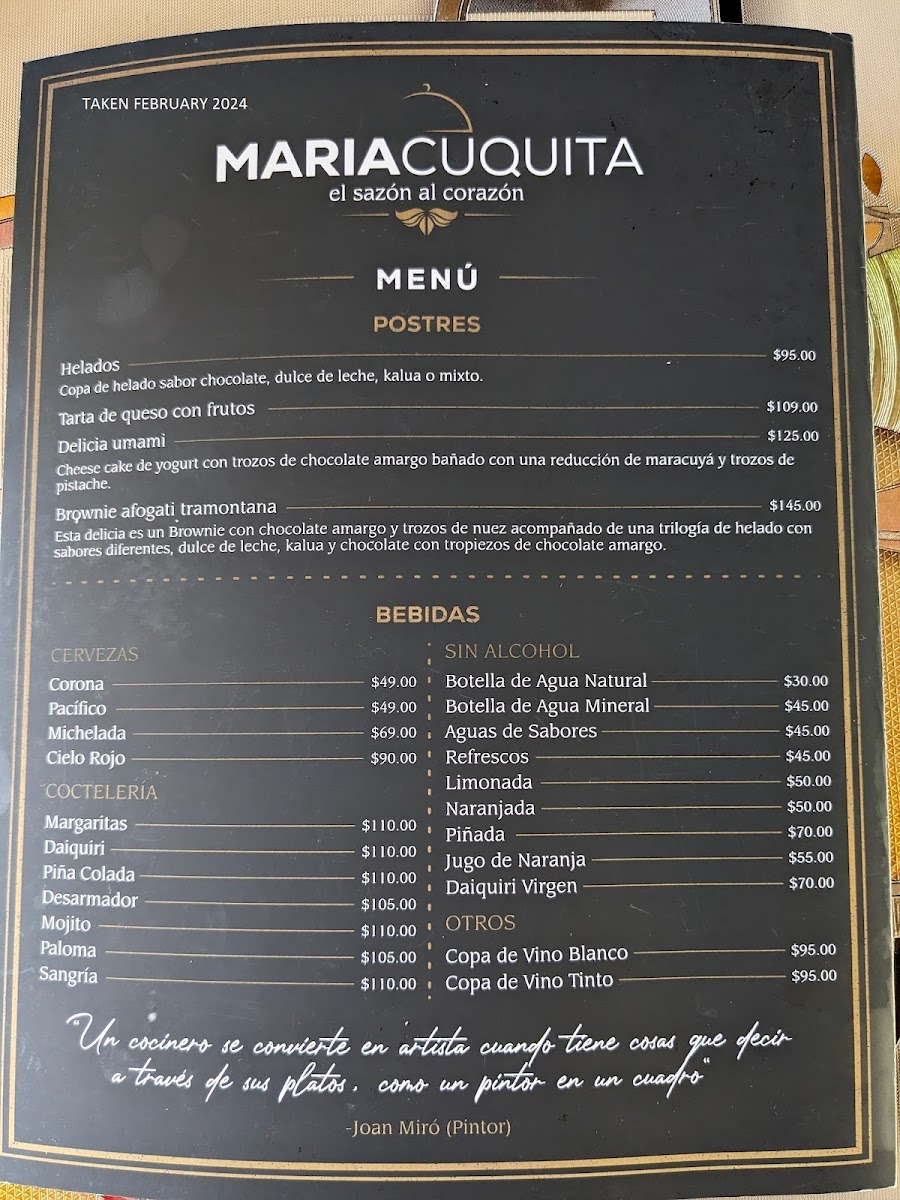 TAKEN FEBRUARY 2024
MARIACUQUITA
el sazón al corazón
MENÚ
POSTRES
Helados $95.00
Copa de helado sabor chocolate, dulce de leche, kalua o mixto.
Tarta de queso con frutos $109.00
Delicia umami $125.00
Cheese cake de yogurt con trozos de chocolate amargo bañado con una reducción de maracuyá y trozos de
pistache.
Brownie afogati tramontana $145.00
Esta delicia es un Brownie con chocolate amargo y trozos de nuez acompañado de una trilogía de helado con
sabores diferentes, dulce de leche, kalua y chocolate con tropiezos de chocolate amargo.
BEBIDAS
CERVEZAS
Corona $49.00
Pacífico $49.00
Michelada $69.00
Cielo Rojo $90.00
COCTELERÍA
Margaritas $110.00
Daiquiri $110.00
Piña Colada $110.00
Desarmador $105.00
Mojito $110.00
Paloma $105.00
Sangría $110.00
SIN ALCOHOL
Botella de Agua Natural $30.00
Botella de Agua Mineral $45.00
Aguas de Sabores $45.00
Refrescos $45.00
Limonada $50.00
Naranjada $50.00
Piñada $70.00
Jugo de Naranja $55.00
Daiquiri Virgen $70.00
OTROS
Copa de Vino Blanco $95.00
Copa de Vino Tinto $95.00
"Un cocinero se convierte en artista cuando tiene cosas que decir
a través de sus platos, como un pintor en un cuadro"
-Joan Miró (Pintor)